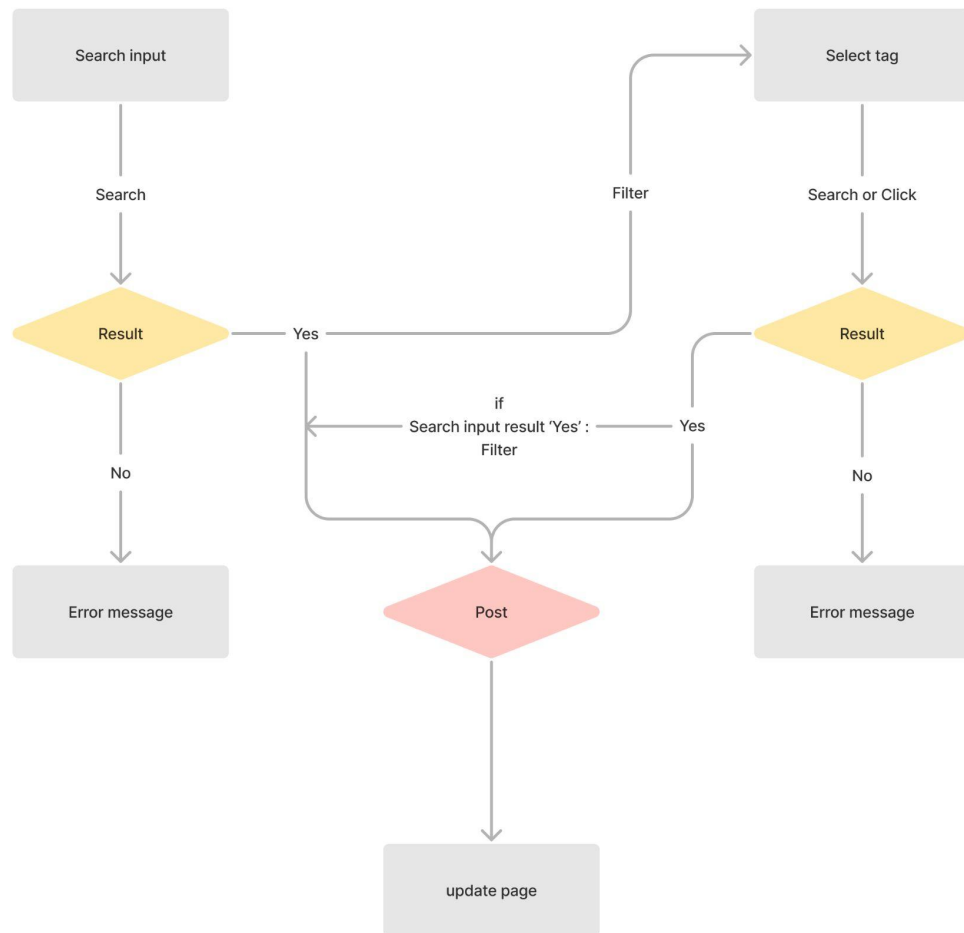 Search input
Select tag
Search
Filter
Search or Click
Result
Yes
Result
if
Search input result ‘Yes’ :
Filter
Yes
No
No
Error message
Post
Error message
update page